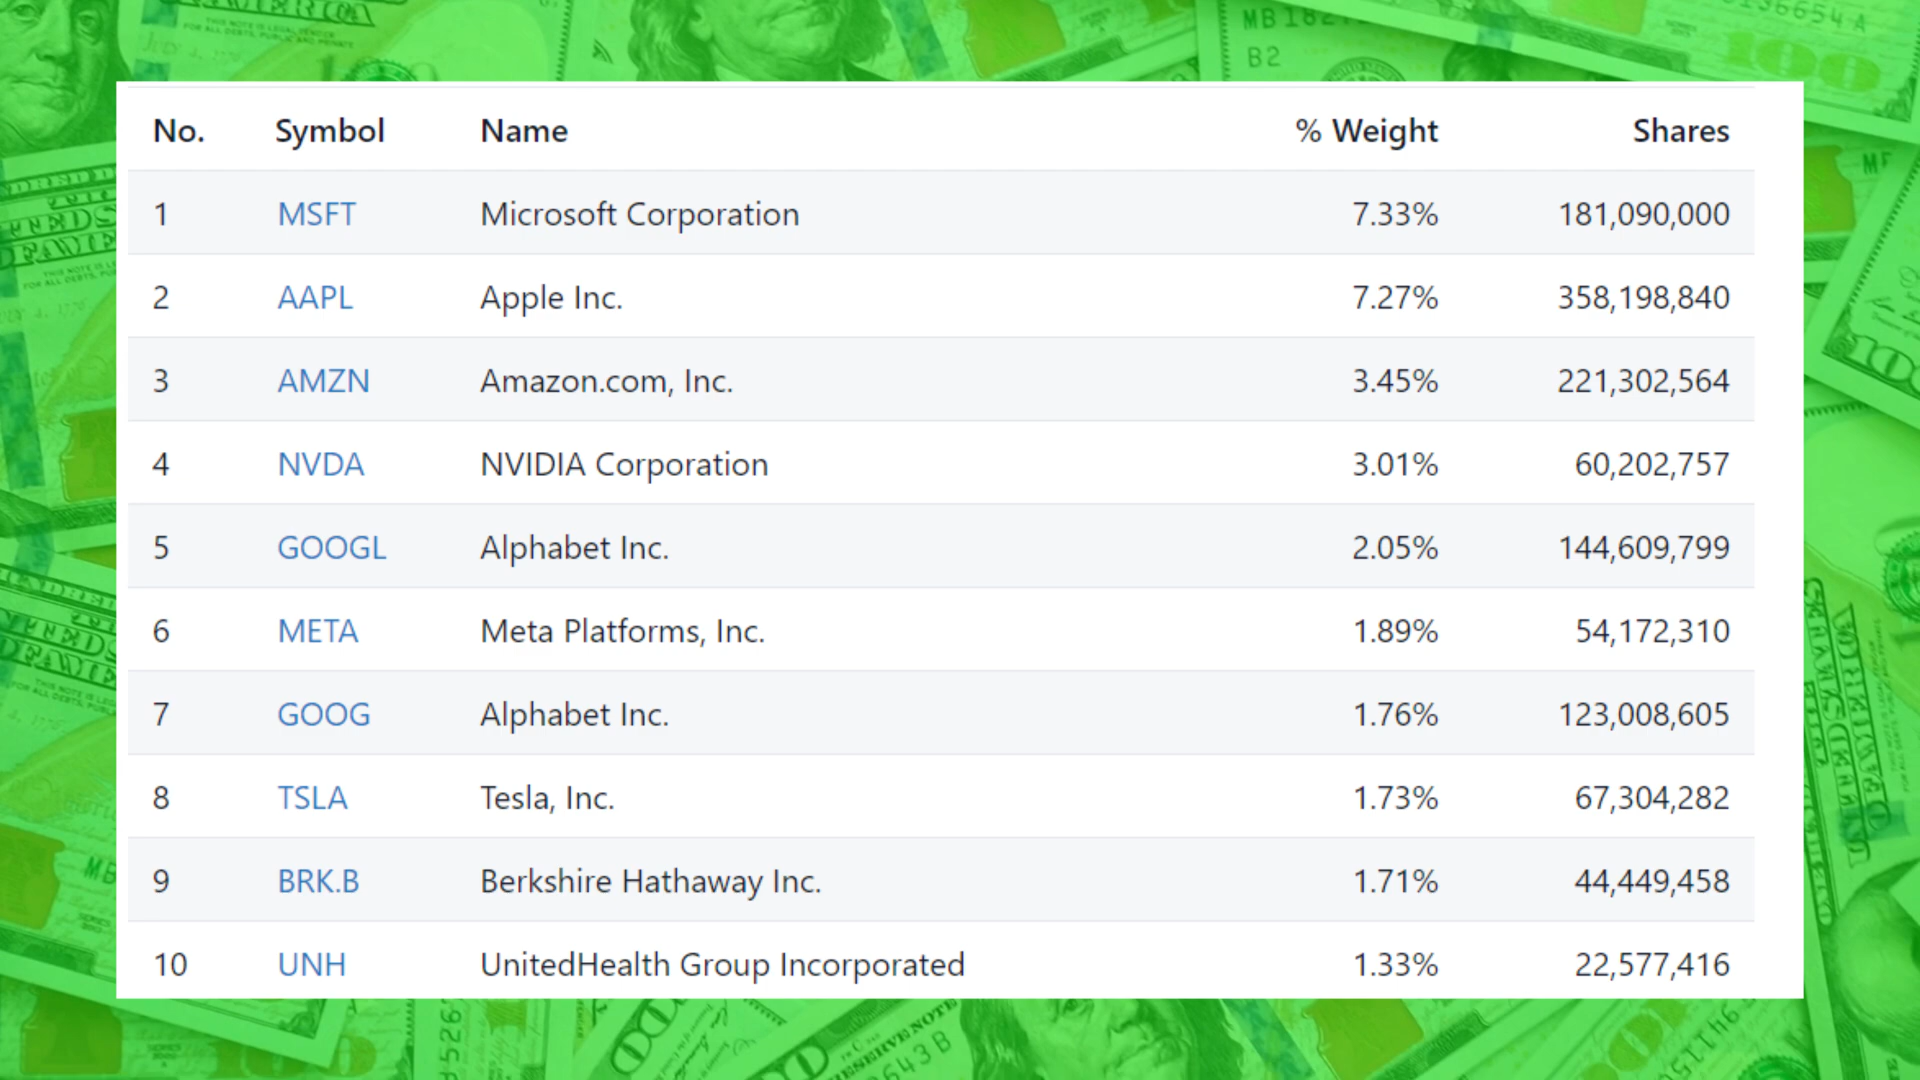 No. Symbol Name % Weight Shares
1 MSFT Microsoft Corporation 7.33% 181,090,000
2 AAPL Apple Inc. 7.27% 358,198,840
3 AMZN Amazon.com, Inc. 3.45% 221,302,564
4 NVDA NVIDIA Corporation 3.01% 60,202,757
5 GOOGL Alphabet Inc. 2.05% 144,609,799
6 META Meta Platforms, Inc. 1.89% 54,172,310
7 GOOG Alphabet Inc. 1.76% 123,008,605
8 TSLA Tesla, Inc. 1.73% 67,304,282
9 BRK.B Berkshire Hathaway Inc. 1.71% 44,449,458
10 UNH UnitedHealth Group Incorporated 1.33% 22,577,416